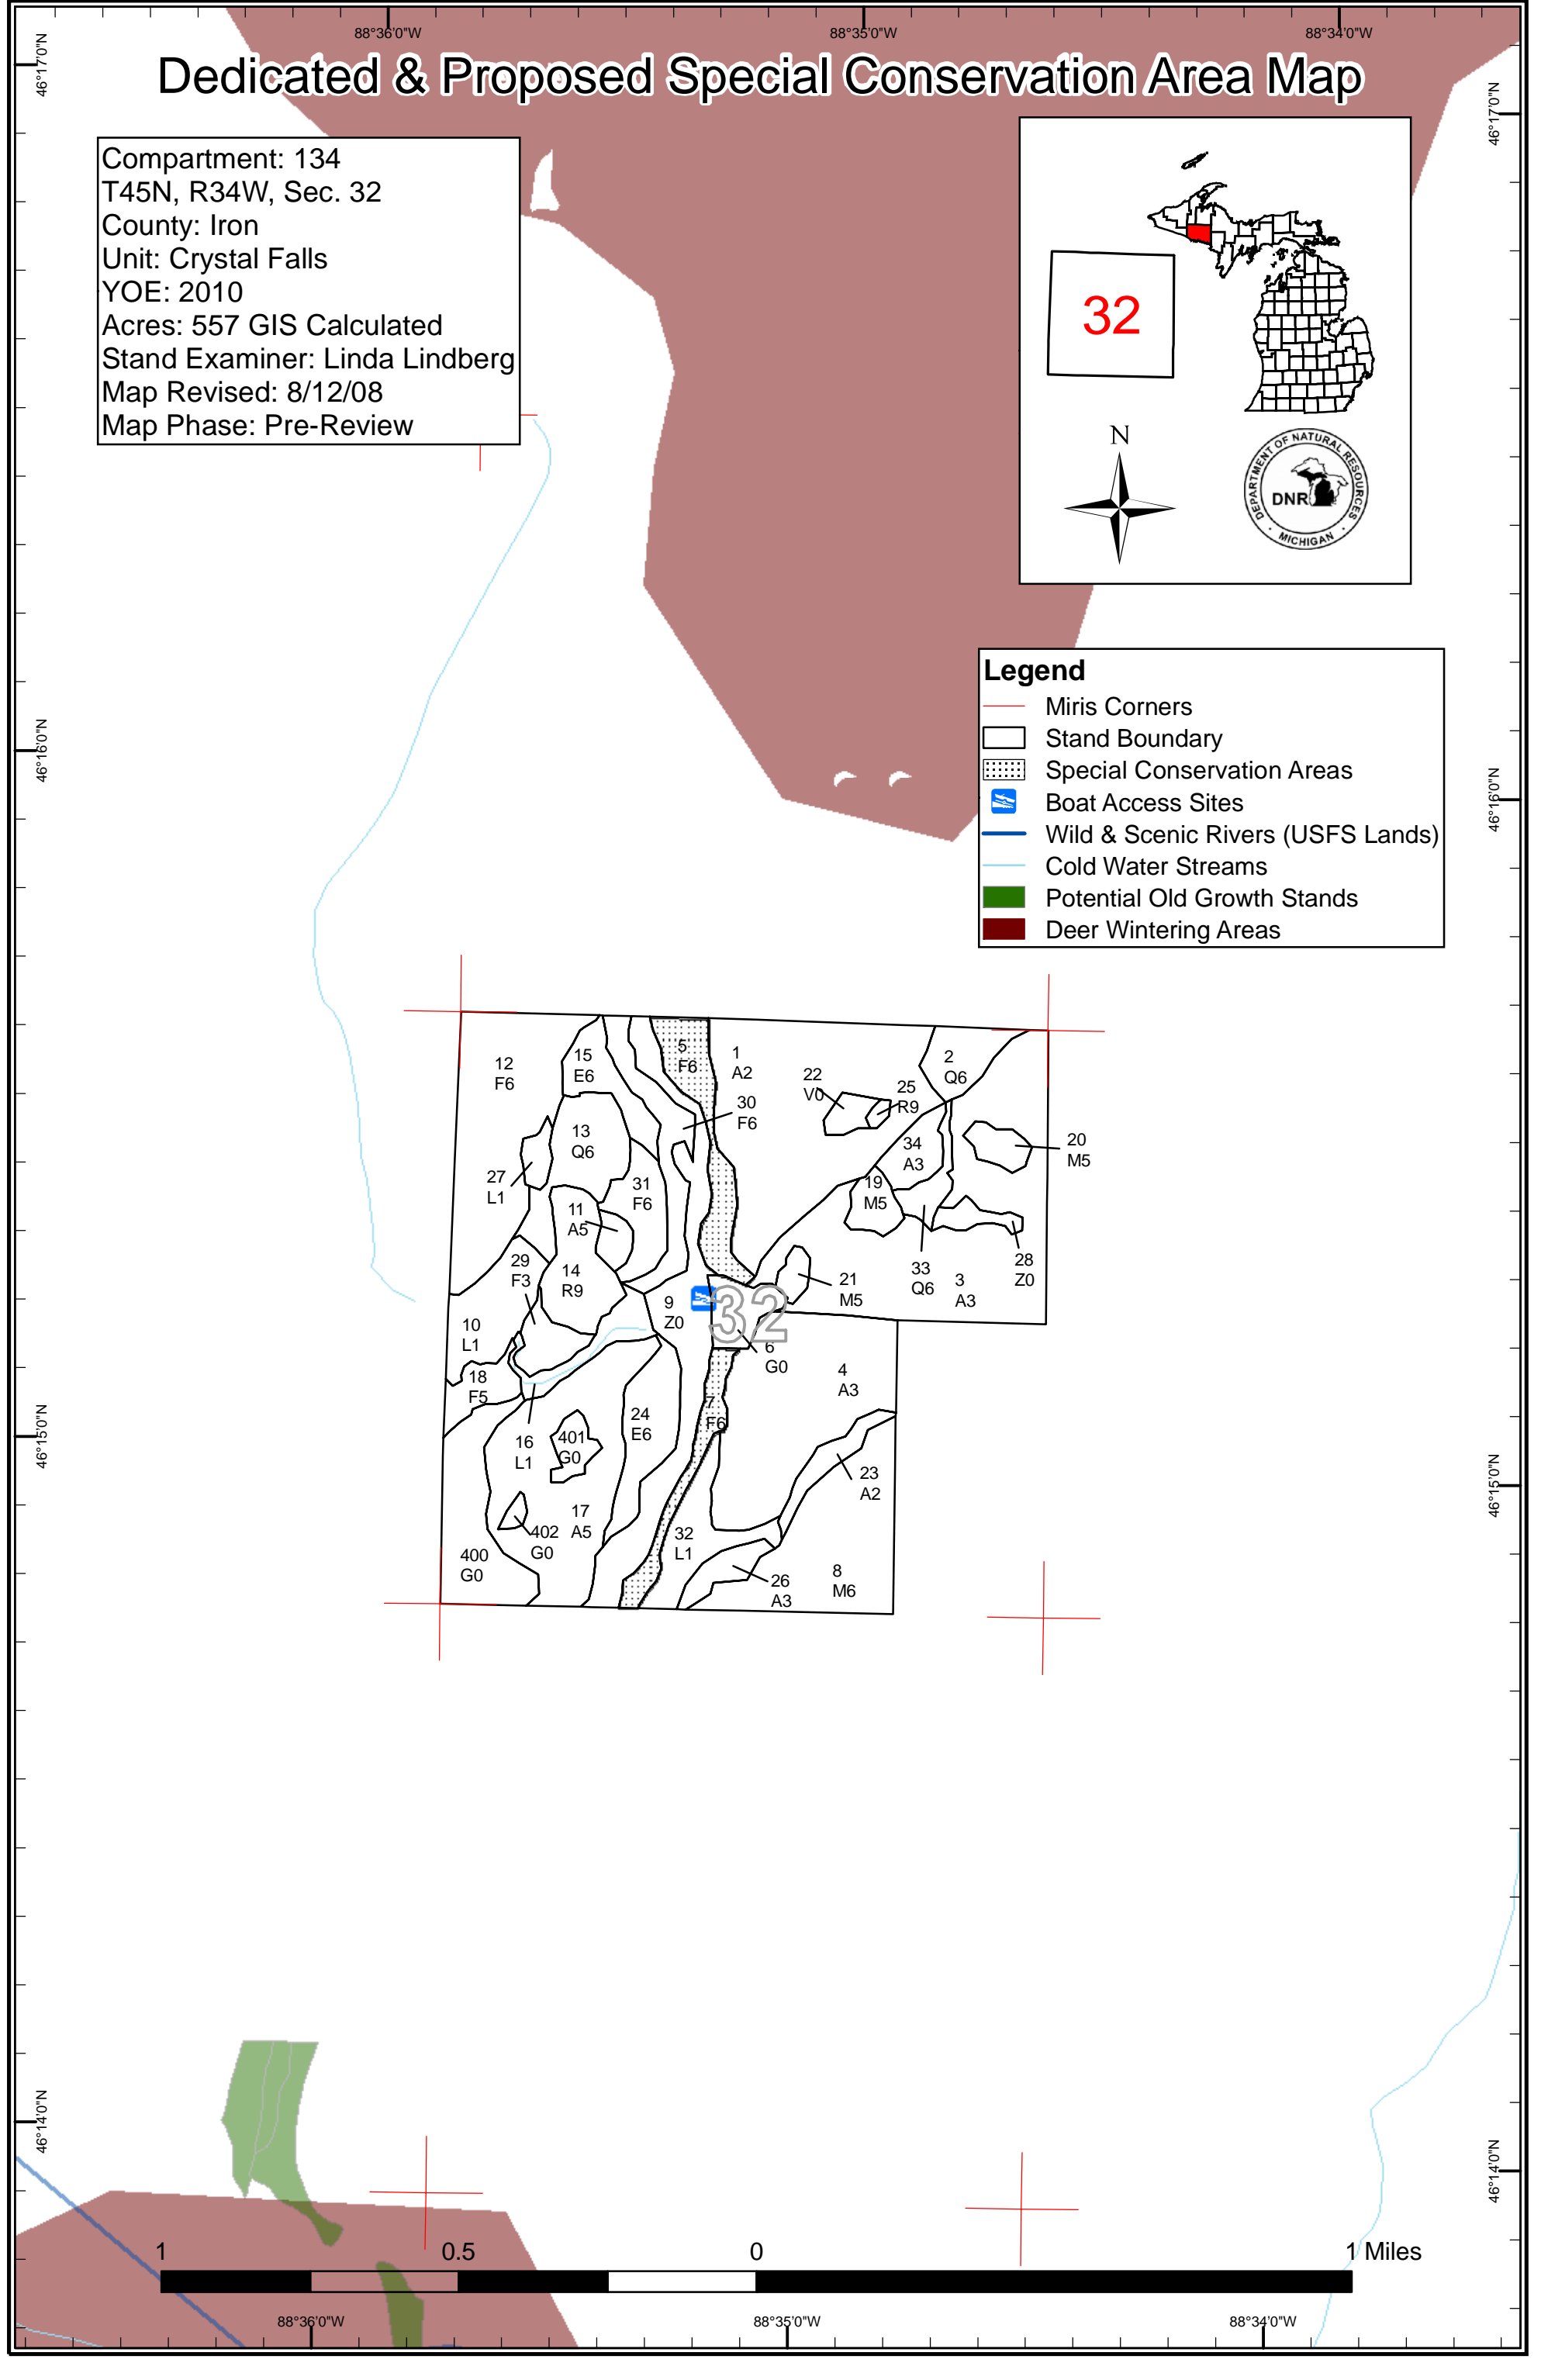 88°36'0"W
88°35'0"W
88°34'0"W
46°17'0"N
46°17'0"N
Dedicated & Proposed Special Conservation Area Map
Compartment: 134
T45N, R34W, Sec. 32
County: Iron
Unit: Crystal Falls
YOE: 2010
Acres: 557 GIS Calculated
Stand Examiner: Linda Lindberg
Map Revised: 8/12/08
Map Phase: Pre-Review
32
N
DEPARTMENT OF NATURAL RESOURCES
DNR
MICHIGAN
Legend
Miris Corners
Stand Boundary
Special Conservation Areas
Boat Access Sites
Wild & Scenic Rivers (USFS Lands)
Cold Water Streams
Potential Old Growth Stands
Deer Wintering Areas
46°16'0"N
46°16'0"N
12
F6
15
E6
5
F6
1
A2
2
Q6
22
V0
25
R9
30
F6
13
Q6
34
A3
20
M5
27
L1
31
F6
19
M5
11
A5
29
F3
14
R9
21
M5
33
Q6
3
A3
28
Z0
9
Z0
32
10
L1
6
G0
18
F5
4
A3
7
F6
24
E6
16
L1
401
G0
23
A2
17
A5
402
G0
32
L1
400
G0
26
A3
8
M6
46°15'0"N
46°15'0"N
46°14'0"N
46°14'0"N
1
0.5
0
1 Miles
88°36'0"W
88°35'0"W
88°34'0"W